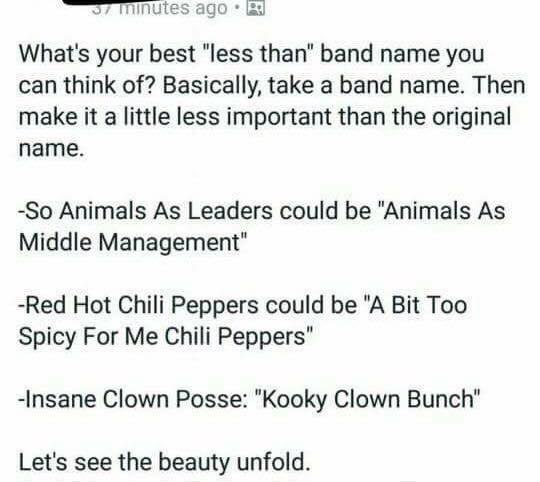 37 minutes ago ·
What's your best "less than" band name you
can think of? Basically, take a band name. Then
make it a little less important than the original
name.
-So Animals As Leaders could be "Animals As
Middle Management"
-Red Hot Chili Peppers could be "A Bit Too
Spicy For Me Chili Peppers"
-Insane Clown Posse: "Kooky Clown Bunch"
Let's see the beauty unfold.